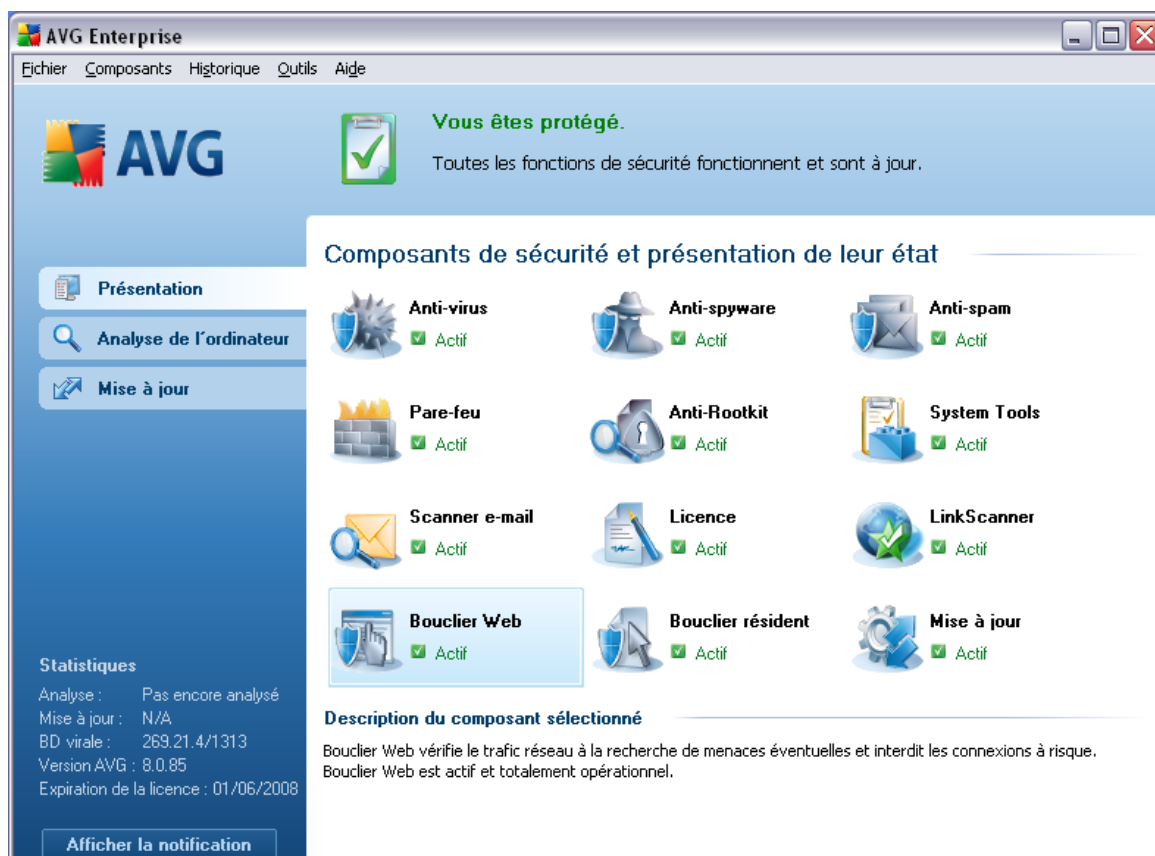 AVG Enterprise
Fichier Composants Historique Outils Aide
AVG
Vous êtes protégé.
Toutes les fonctions de sécurité fonctionnent et sont à jour.
Présentation
Analyse de l'ordinateur
Mise à jour
Composants de sécurité et présentation de leur état
Anti-virus
Actif
Anti-spyware
Actif
Anti-spam
Actif
Pare-feu
Actif
Anti-Rootkit
Actif
System Tools
Actif
Scanner e-mail
Actif
Licence
Actif
LinkScanner
Actif
Bouclier Web
Actif
Bouclier résident
Actif
Mise à jour
Actif
Description du composant sélectionné
Bouclier Web vérifie le trafic réseau à la recherche de menaces éventuelles et interdit les connexions à risque.
Bouclier Web est actif et totalement opérationnel.
Statistiques
Analyse : Pas encore analysé
Mise à jour : N/A
BD virale : 269.21.4/1313
Version AVG : 8.0.85
Expiration de la licence : 01/06/2008
Afficher la notification